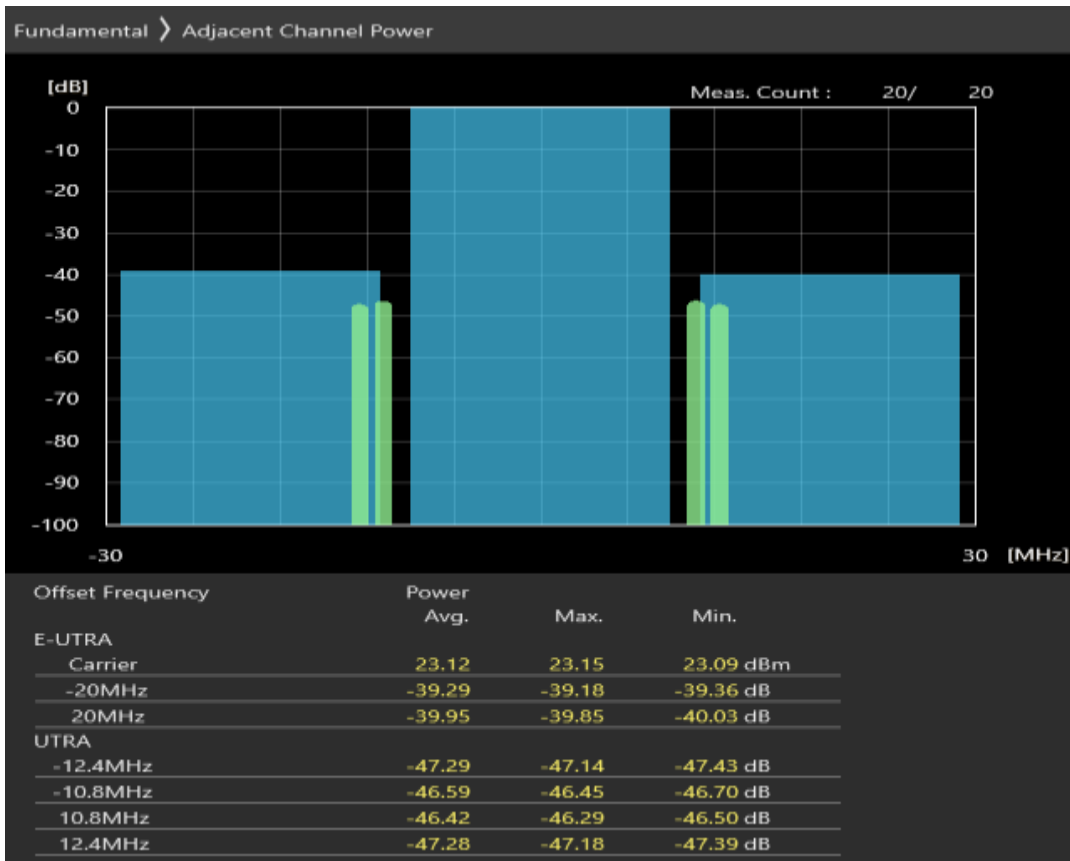 Fundamental ❯ Adjacent Channel Power
[dB]
Meas. Count : 20/ 20
0
-10
-20
-30
-40
-50
-60
-70
-80
-90
-100
-30 30 [MHz]
Offset Frequency Power
Avg. Max. Min.
E-UTRA
Carrier 23.12 23.15 23.09 dBm
-20MHz -39.29 -39.18 -39.36 dB
20MHz -39.95 -39.85 -40.03 dB
UTRA
-12.4MHz -47.29 -47.14 -47.43 dB
-10.8MHz -46.59 -46.45 -46.70 dB
10.8MHz -46.42 -46.29 -46.50 dB
12.4MHz -47.28 -47.18 -47.39 dB